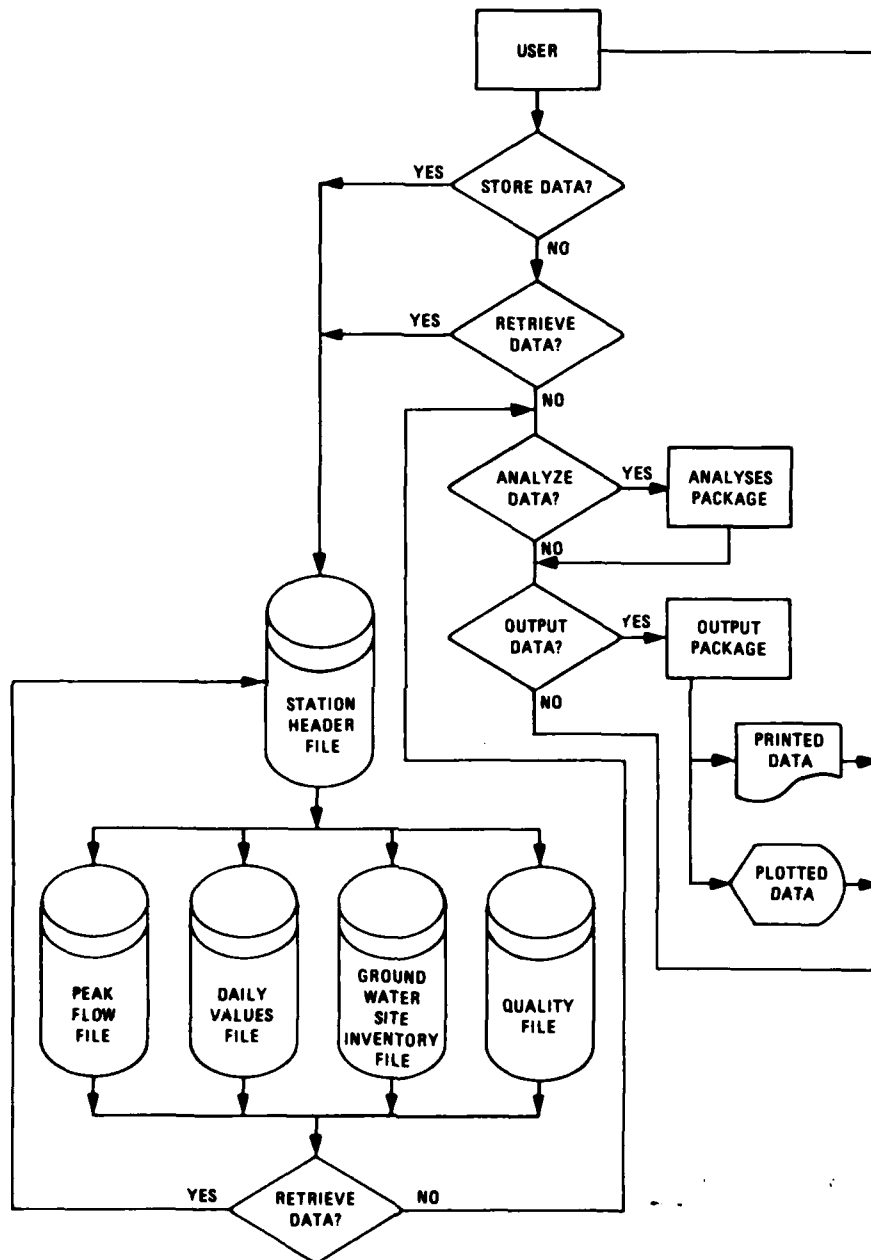 USER
YES
STORE DATA?
NO
YES
RETRIEVE
DATA?
NO
ANALYZE
DATA?
YES
ANALYSES
PACKAGE
NO
OUTPUT
DATA?
YES
OUTPUT
PACKAGE
NO
STATION
HEADER
FILE
PRINTED
DATA
PLOTTED
DATA
PEAK
FLOW
FILE
DAILY
VALUES
FILE
GROUND
WATER
SITE
INVENTORY
FILE
QUALITY
FILE
YES
RETRIEVE
DATA?
NO